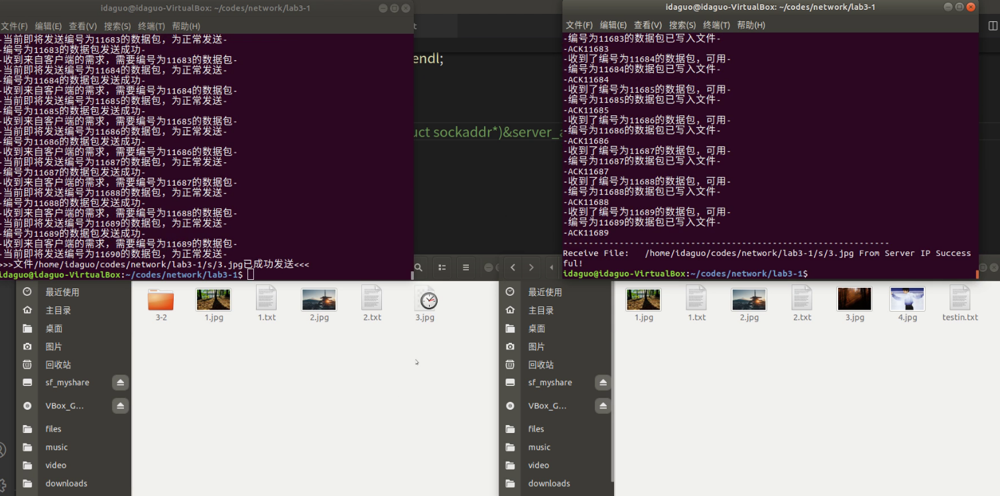 idaguo@idaguo-VirtualBox: ~/codes/network/lab3-1
文件(F) 编辑(E) 查看(V) 搜索(S) 终端(T) 帮助(H)
-当前即将发送编号为11683的数据包，为正常发送-
-编号为11683的数据包发送成功-
-收到来自客户端的需求，需要编号为11683的数据包-
-当前即将发送编号为11684的数据包，为正常发送-
-编号为11684的数据包发送成功-
-收到来自客户端的需求，需要编号为11684的数据包-
-当前即将发送编号为11685的数据包，为正常发送-
-编号为11685的数据包发送成功-
-收到来自客户端的需求，需要编号为11685的数据包-
-当前即将发送编号为11686的数据包，为正常发送-
-编号为11686的数据包发送成功-
-收到来自客户端的需求，需要编号为11686的数据包-
-当前即将发送编号为11687的数据包，为正常发送-
-编号为11687的数据包发送成功-
-收到来自客户端的需求，需要编号为11687的数据包-
-当前即将发送编号为11688的数据包，为正常发送-
-编号为11688的数据包发送成功-
-收到来自客户端的需求，需要编号为11688的数据包-
-当前即将发送编号为11689的数据包，为正常发送-
-编号为11689的数据包发送成功-
-收到来自客户端的需求，需要编号为11689的数据包-
-当前即将发送编号为11690的数据包，为正常发送-
>>>文件/home/idaguo/codes/network/lab3-1/s/3.jpg已成功发送<<<
idaguo@idaguo-VirtualBox:~/codes/network/lab3-1$
endl;
uct sockaddr*)&server_a
idaguo@idaguo-VirtualBox: ~/codes/network/lab3-1
文件(F) 编辑(E) 查看(V) 搜索(S) 终端(T) 帮助(H)
-编号为11683的数据包已写入文件-
-ACK11683
-收到了编号为11684的数据包，可用-
-编号为11684的数据包已写入文件-
-ACK11684
-收到了编号为11685的数据包，可用-
-编号为11685的数据包已写入文件-
-ACK11685
-收到了编号为11686的数据包，可用-
-编号为11686的数据包已写入文件-
-ACK11686
-收到了编号为11687的数据包，可用-
-编号为11687的数据包已写入文件-
-ACK11687
-收到了编号为11688的数据包，可用-
-编号为11688的数据包已写入文件-
-ACK11688
-收到了编号为11689的数据包，可用-
-编号为11689的数据包已写入文件-
-ACK11689
----------------------------------------------------------------
Receive File:   /home/idaguo/codes/network/lab3-1/s/3.jpg From Server IP Success
ful!
idaguo@idaguo-VirtualBox:~/codes/network/lab3-1$
最近使用
主目录
桌面
图片
回收站
sf_myshare
VBox_G...
files
music
video
downloads
3-2
1.jpg
1.txt
2.jpg
2.txt
3.jpg
最近使用
主目录
桌面
图片
回收站
sf_myshare
VBox_G...
files
music
video
downloads
1.jpg
1.txt
2.jpg
2.txt
3.jpg
4.jpg
testin.txt